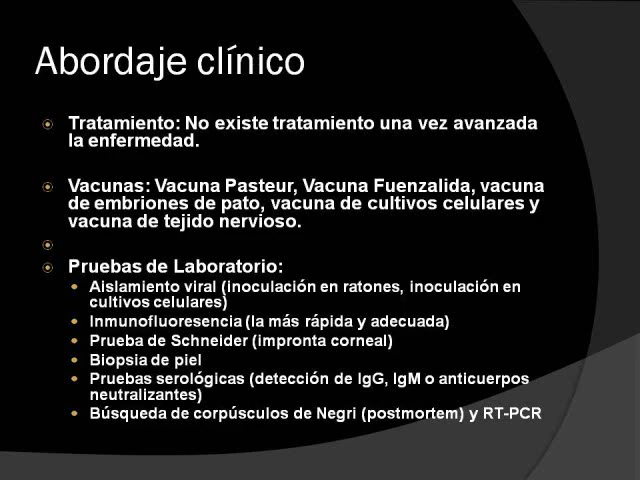 Abordaje clínico
Tratamiento: No existe tratamiento una vez avanzada
la enfermedad.
Vacunas: Vacuna Pasteur, Vacuna Fuenzalida, vacuna
de embriones de pato, vacuna de cultivos celulares y
vacuna de tejido nervioso.
Pruebas de Laboratorio:
Aislamiento viral (inoculación en ratones, inoculación en
cultivos celulares)
Inmunofluoresencia (la más rápida y adecuada)
Prueba de Schneider (impronta corneal)
Biopsia de piel
Pruebas serológicas (detección de IgG, IgM o anticuerpos
neutralizantes)
Búsqueda de corpúsculos de Negri (postmortem) y RT-PCR